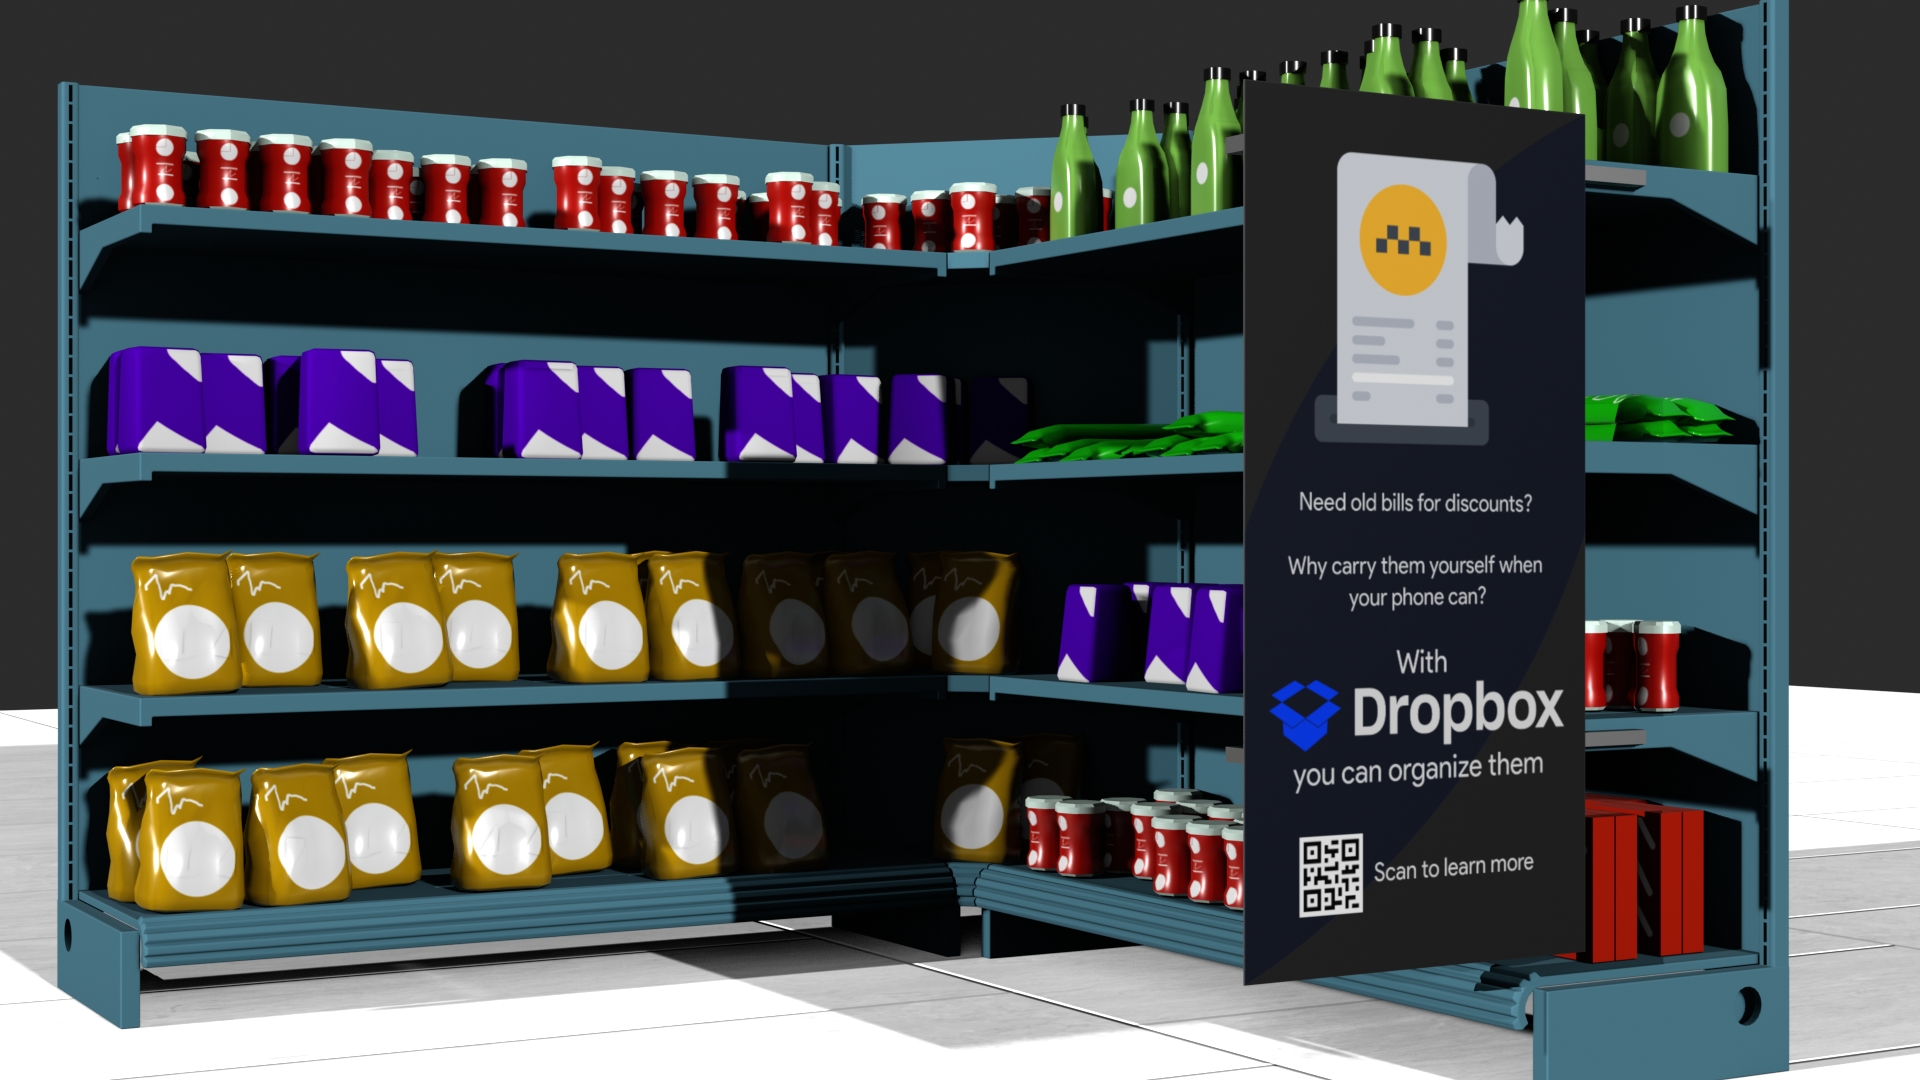 Need old bills for discounts?
Why carry them yourself when
your phone can?
With
Dropbox
you can organize them
Scan to learn more